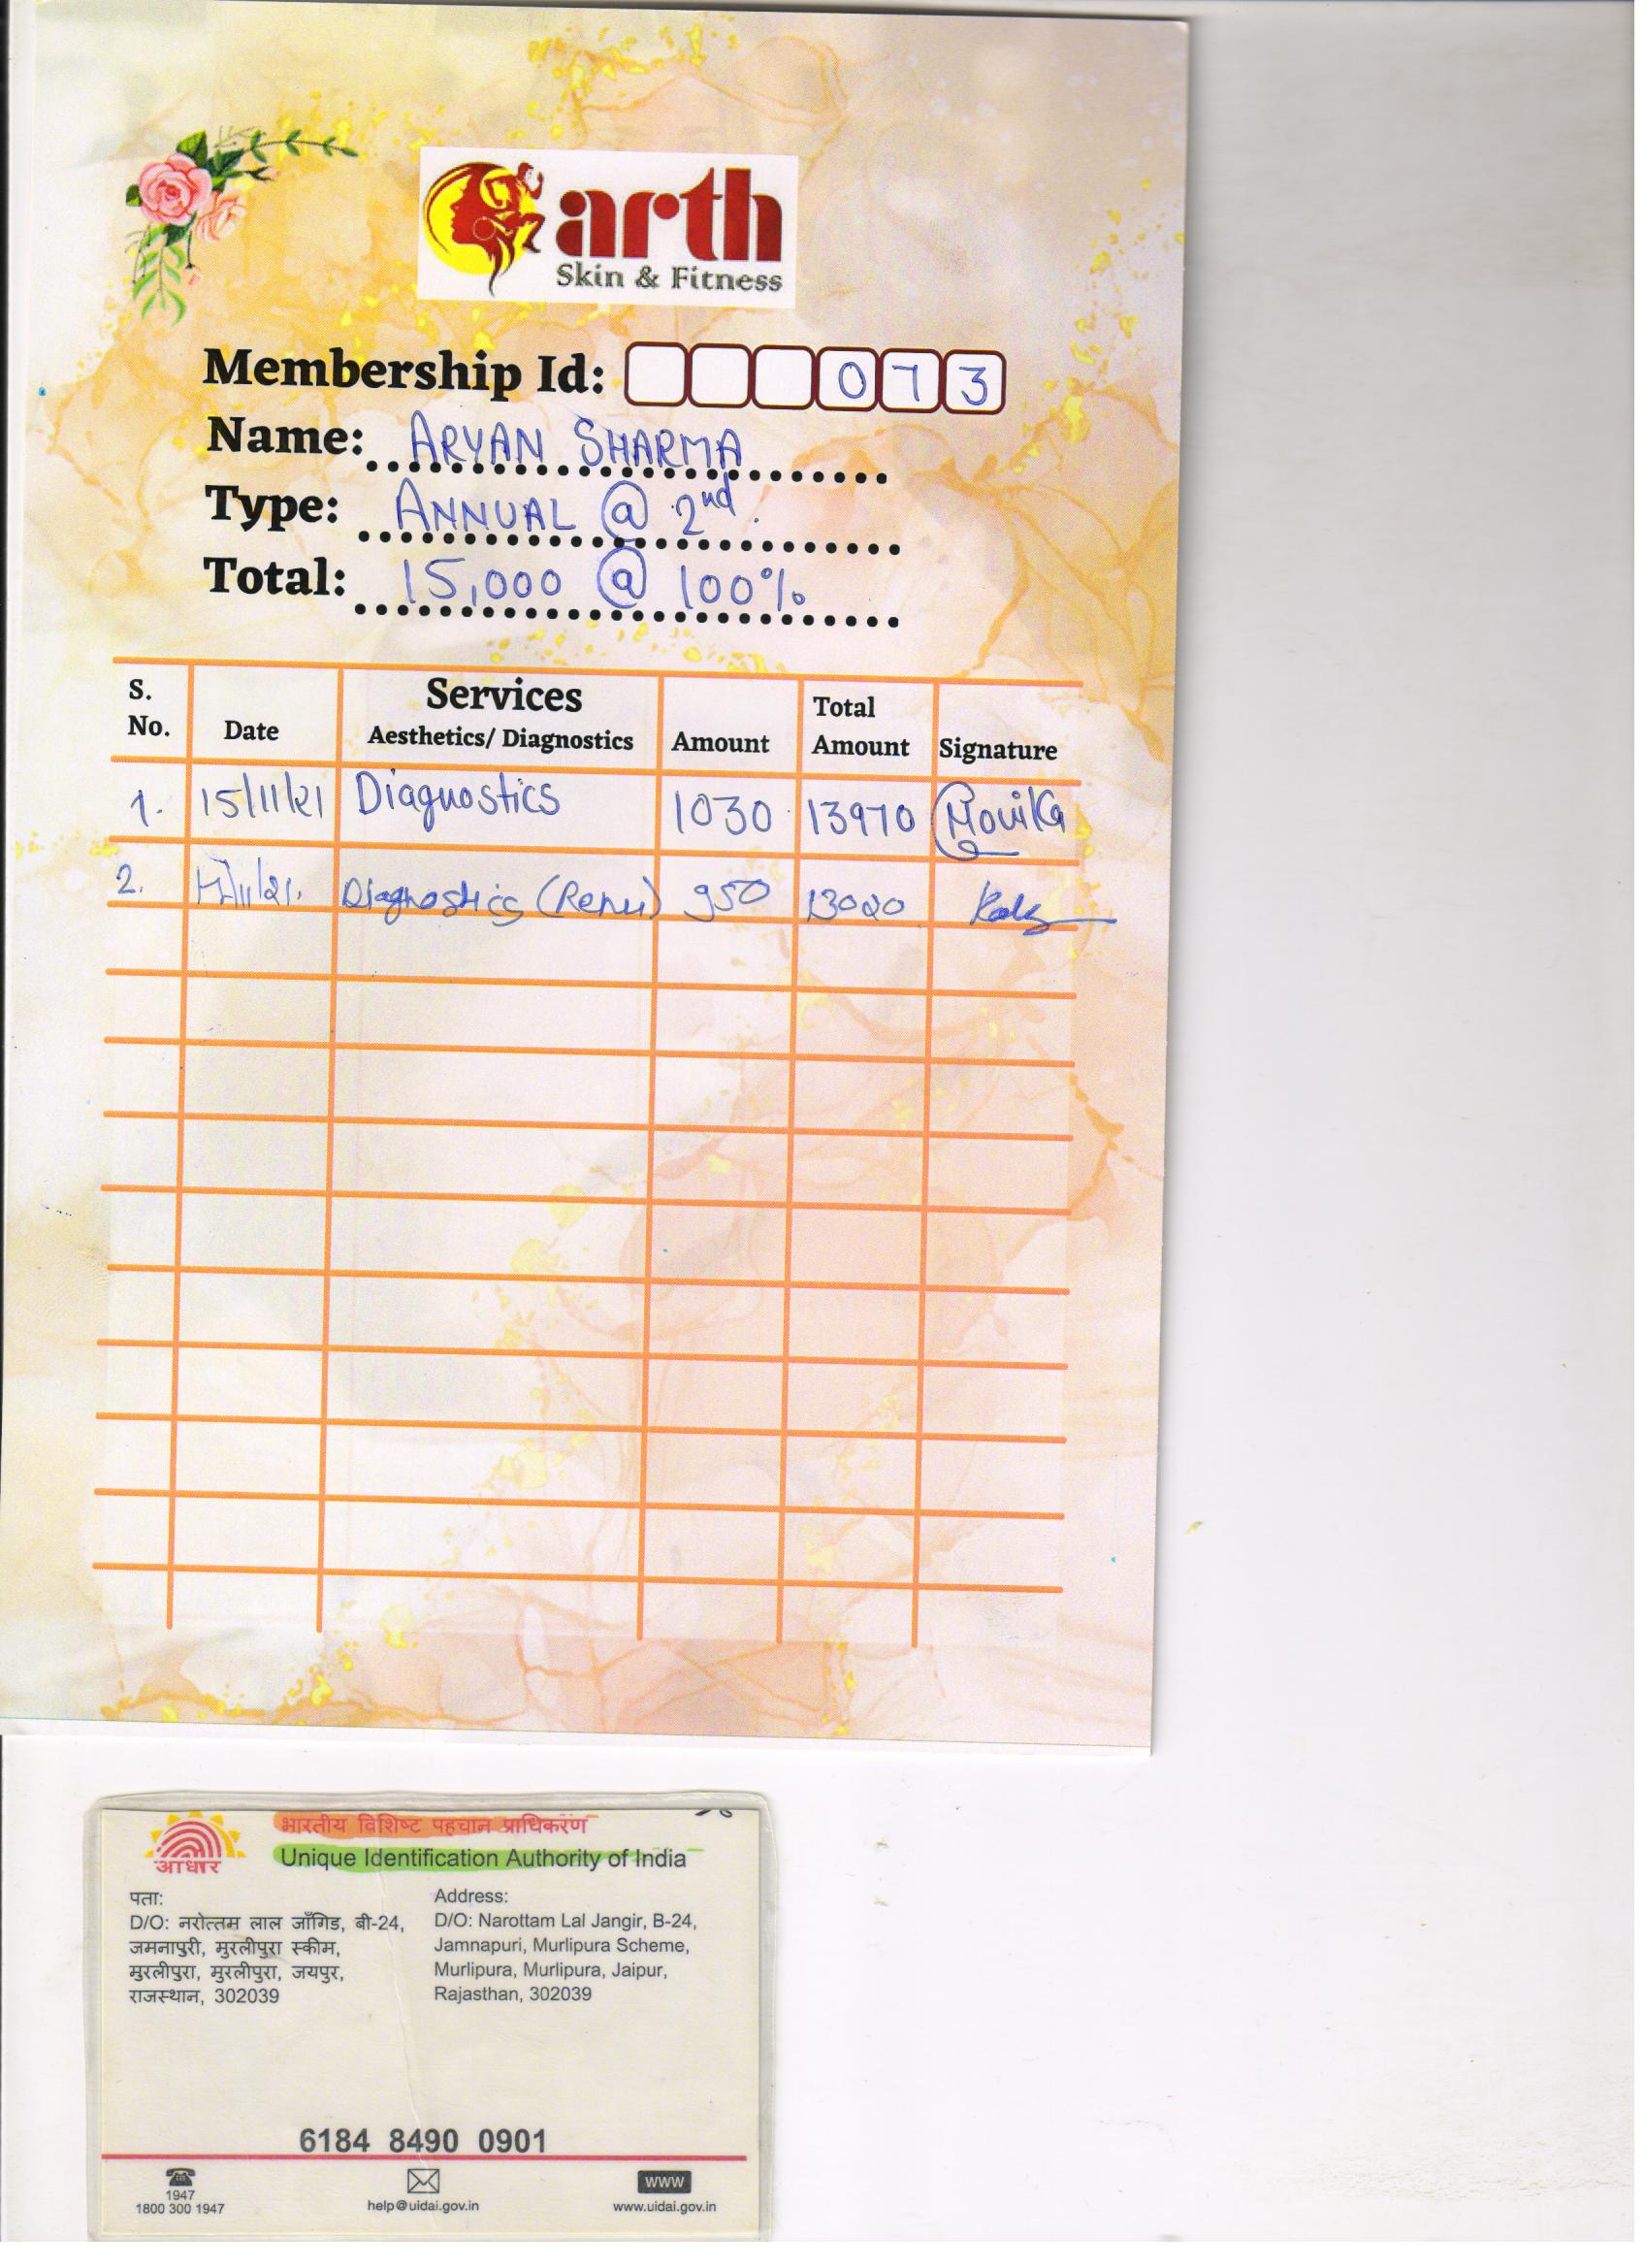 arth
Skin & Fitness
Membership Id: 073
Name: ARYAN SHARMA
Type: ANNUAL @ 2nd.
Total: 15,000 @ 100%
S. No. Date Services Aesthetics/ Diagnostics Amount Total Amount Signature
1. 15/11/21 Diagnostics 1030 13970 Monika
2. Diagnostics (Renu) 950 13020
आधार
भारतीय विशिष्ट पहचान प्राधिकरण
Unique Identification Authority of India
पता:
D/O: नरोत्तम लाल जाँगिड, बी-24,
जमनापुरी, मुरलीपुरा स्कीम,
मुरलीपुरा, मुरलीपुरा, जयपुर,
राजस्थान, 302039
Address:
D/O: Narottam Lal Jangir, B-24,
Jamnapuri, Murlipura Scheme,
Murlipura, Murlipura, Jaipur,
Rajasthan, 302039
6184 8490 0901
1947
1800 300 1947
help@uidai.gov.in
WWW
www.uidai.gov.in